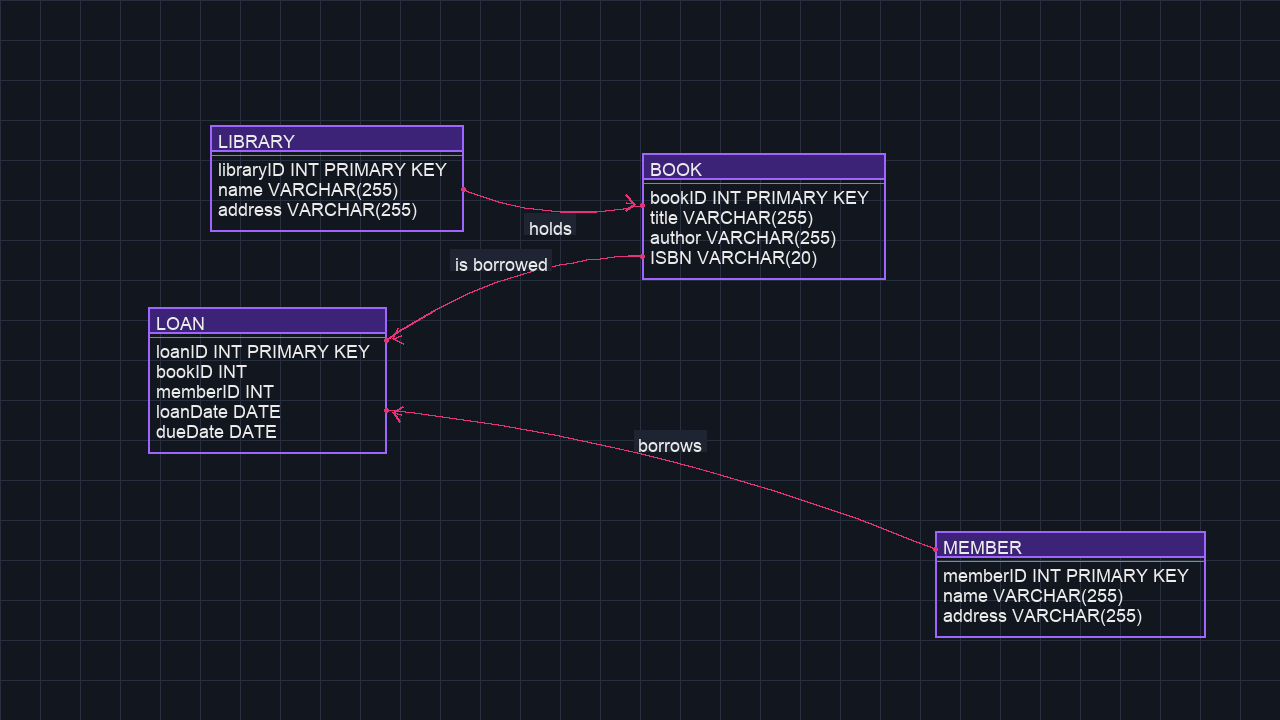 LIBRARY
libraryID INT PRIMARY KEY
name VARCHAR(255)
address VARCHAR(255)
holds
BOOK
bookID INT PRIMARY KEY
title VARCHAR(255)
author VARCHAR(255)
ISBN VARCHAR(20)
is borrowed
LOAN
loanID INT PRIMARY KEY
bookID INT
memberID INT
loanDate DATE
dueDate DATE
borrows
MEMBER
memberID INT PRIMARY KEY
name VARCHAR(255)
address VARCHAR(255)